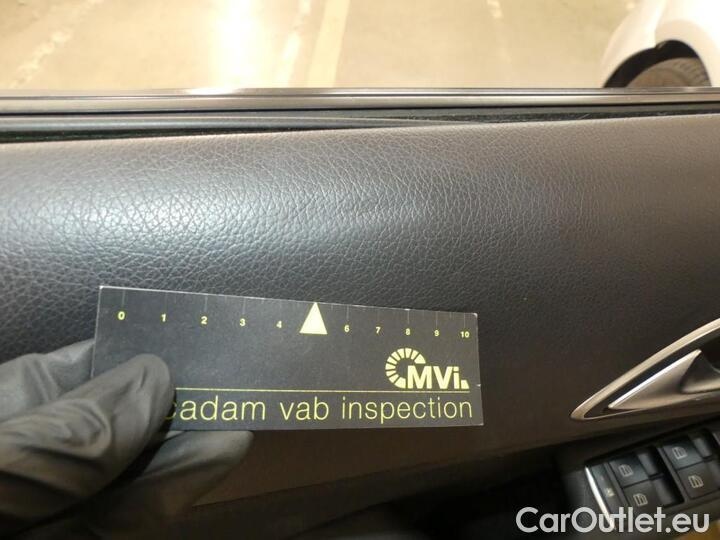 0 1 2 3 4 6 7 8 9 10
MVi.
cadam vab inspection
CarOutlet.eu